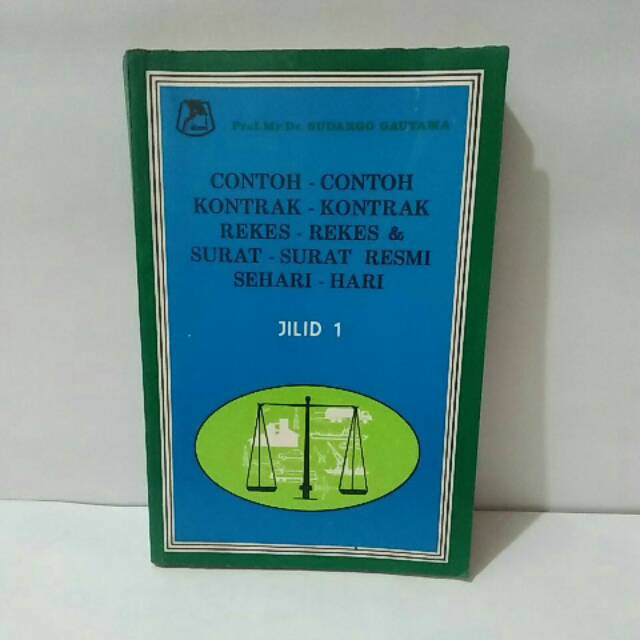 Prof.Mr.Dr. SUDARGO GAUTAMA
CONTOH - CONTOH
KONTRAK - KONTRAK
REKES - REKES &
SURAT - SURAT RESMI
SEHARI - HARI
JILID 1